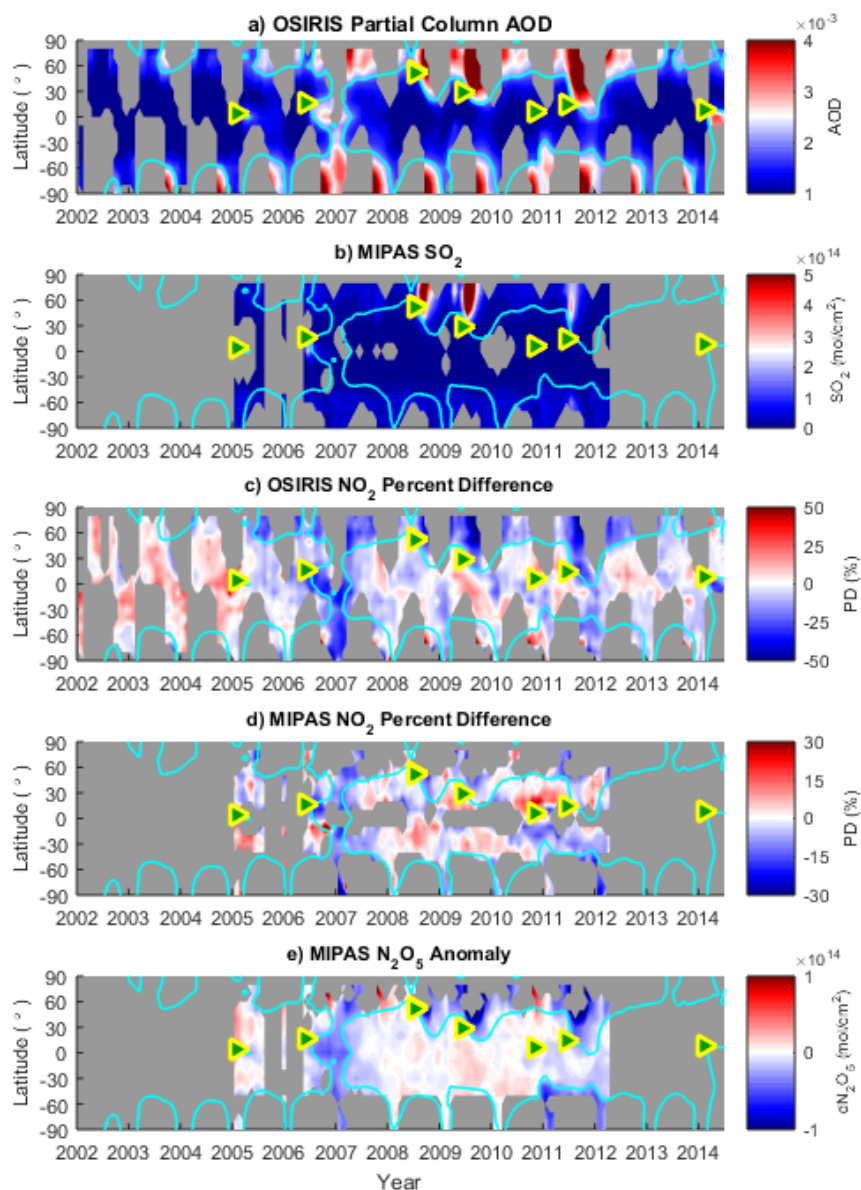 a) OSIRIS Partial Column AOD
×10⁻³
90
60
30
0
-30
-60
-90
Latitude ( ° )
2002 2003 2004 2005 2006 2007 2008 2009 2010 2011 2012 2013 2014
4
3
2
1
AOD
b) MIPAS SO₂
×10¹⁴
90
60
30
0
-30
-60
-90
Latitude ( ° )
2002 2003 2004 2005 2006 2007 2008 2009 2010 2011 2012 2013 2014
5
4
3
2
1
0
SO₂ (mol/cm²)
c) OSIRIS NO₂ Percent Difference
90
60
30
0
-30
-60
-90
Latitude ( ° )
2002 2003 2004 2005 2006 2007 2008 2009 2010 2011 2012 2013 2014
50
25
0
-25
-50
PD (%)
d) MIPAS NO₂ Percent Difference
90
60
30
0
-30
-60
-90
Latitude ( ° )
2002 2003 2004 2005 2006 2007 2008 2009 2010 2011 2012 2013 2014
30
15
0
-15
-30
PD (%)
e) MIPAS N₂O₅ Anomaly
×10¹⁴
90
60
30
0
-30
-60
-90
Latitude ( ° )
2002 2003 2004 2005 2006 2007 2008 2009 2010 2011 2012 2013 2014
Year
1
0
-1
dN₂O₅ (mol/cm²)